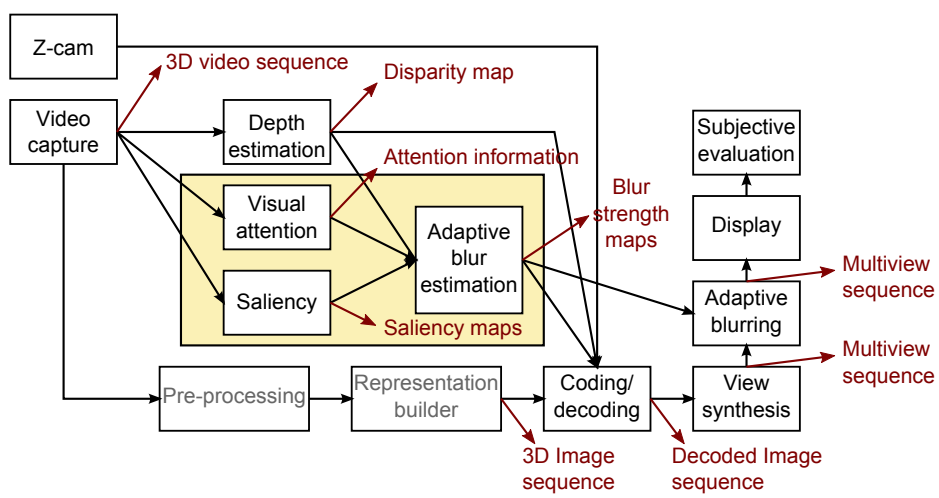 Z-cam
3D video sequence
Disparity map
Video
capture
Depth
estimation
Subjective
evaluation
Attention information
Visual
attention
Blur
strength
maps
Adaptive
blur
estimation
Display
Saliency
Saliency maps
Adaptive
blurring
Multiview
sequence
Multiview
sequence
Pre-processing
Representation
builder
Coding/
decoding
View
synthesis
3D Image
sequence
Decoded Image
sequence